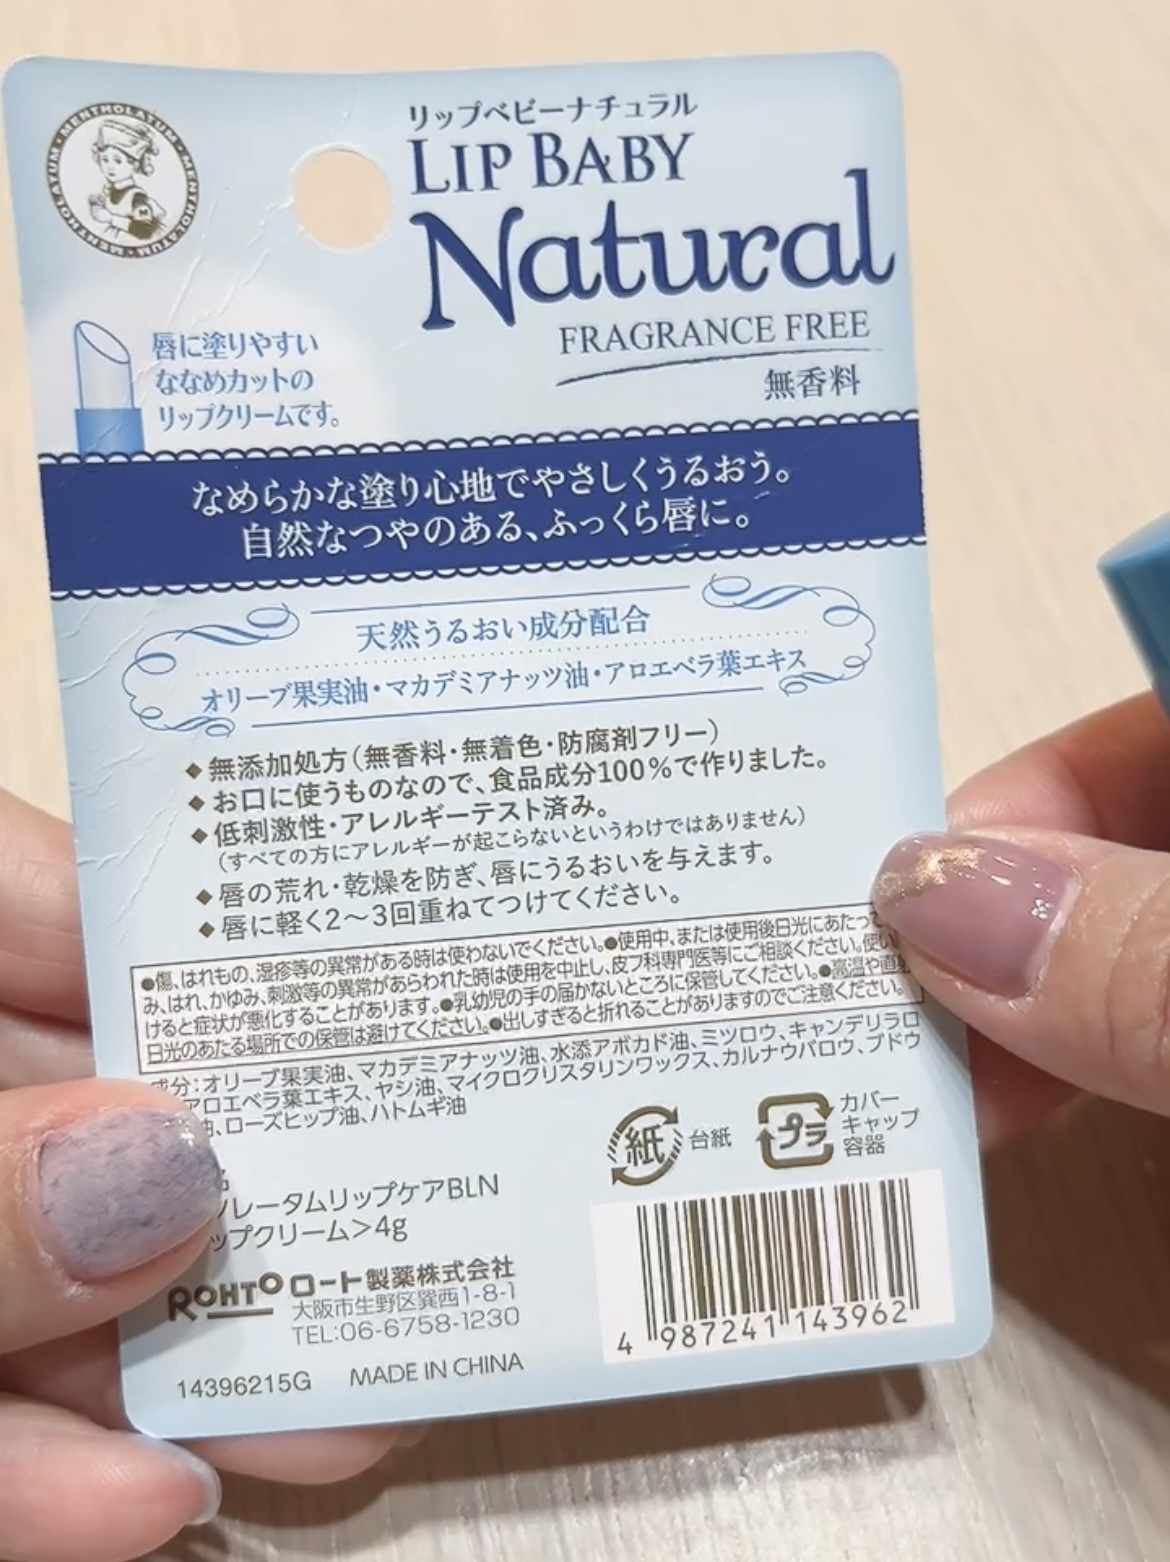 MENTHOLATUM・MENTHOLATUM・MENTHOLATUM
リップベビーナチュラル
LIP BABY
Natural
FRAGRANCE FREE
無香料
唇に塗りやすい
ななめカットの
リップクリームです。
なめらかな塗り心地でやさしくうるおう。
自然なつやのある、ふっくら唇に。
天然うるおい成分配合
オリーブ果実油・マカデミアナッツ油・アロエベラ葉エキス
◆無添加処方(無香料・無着色・防腐剤フリー)
◆お口に使うものなので、食品成分100%で作りました。
◆低刺激性・アレルギーテスト済み。
(すべての方にアレルギーが起こらないというわけではありません)
◆唇の荒れ・乾燥を防ぎ、唇にうるおいを与えます。
◆唇に軽く2〜3回重ねてつけてください。
●傷、はれもの、湿疹等の異常がある時は使わないでください。●使用中、または使用後日光にあたって
み、はれ、かゆみ、刺激等の異常があらわれた時は使用を中止し、皮フ科専門医等にご相談ください。使い
けると症状が悪化することがあります。●乳幼児の手の届かないところに保管してください。●高温や直射
日光のあたる場所での保管は避けてください。●出しすぎると折れることがありますのでご注意ください。
成分:オリーブ果実油、マカデミアナッツ油、水添アボカド油、ミツロウ、キャンデリラロ
アロエベラ葉エキス、ヤシ油、マイクロクリスタリンワックス、カルナウバロウ、ブドウ
油、ローズヒップ油、ハトムギ油
紙
台紙
プラ
カバー
キャップ
容器
レータムリップケアBLN
ップクリーム>4g
ROHTO ロート製薬株式会社
大阪市生野区巽西1-8-1
TEL:06-6758-1230
14396215G
MADE IN CHINA
4 987241 143962